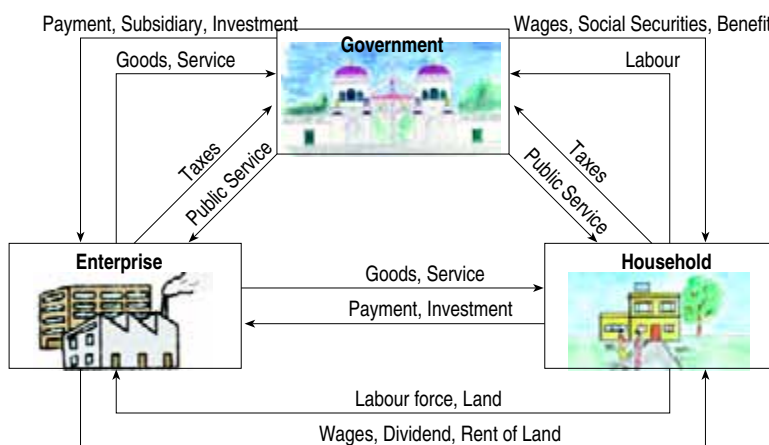 Payment, Subsidiary, Investment
Wages, Social Securities, Benefit
Government
Goods, Service
Labour
Taxes
Public Service
Taxes
Public Service
Enterprise
Household
Goods, Service
Payment, Investment
Labour force, Land
Wages, Dividend, Rent of Land